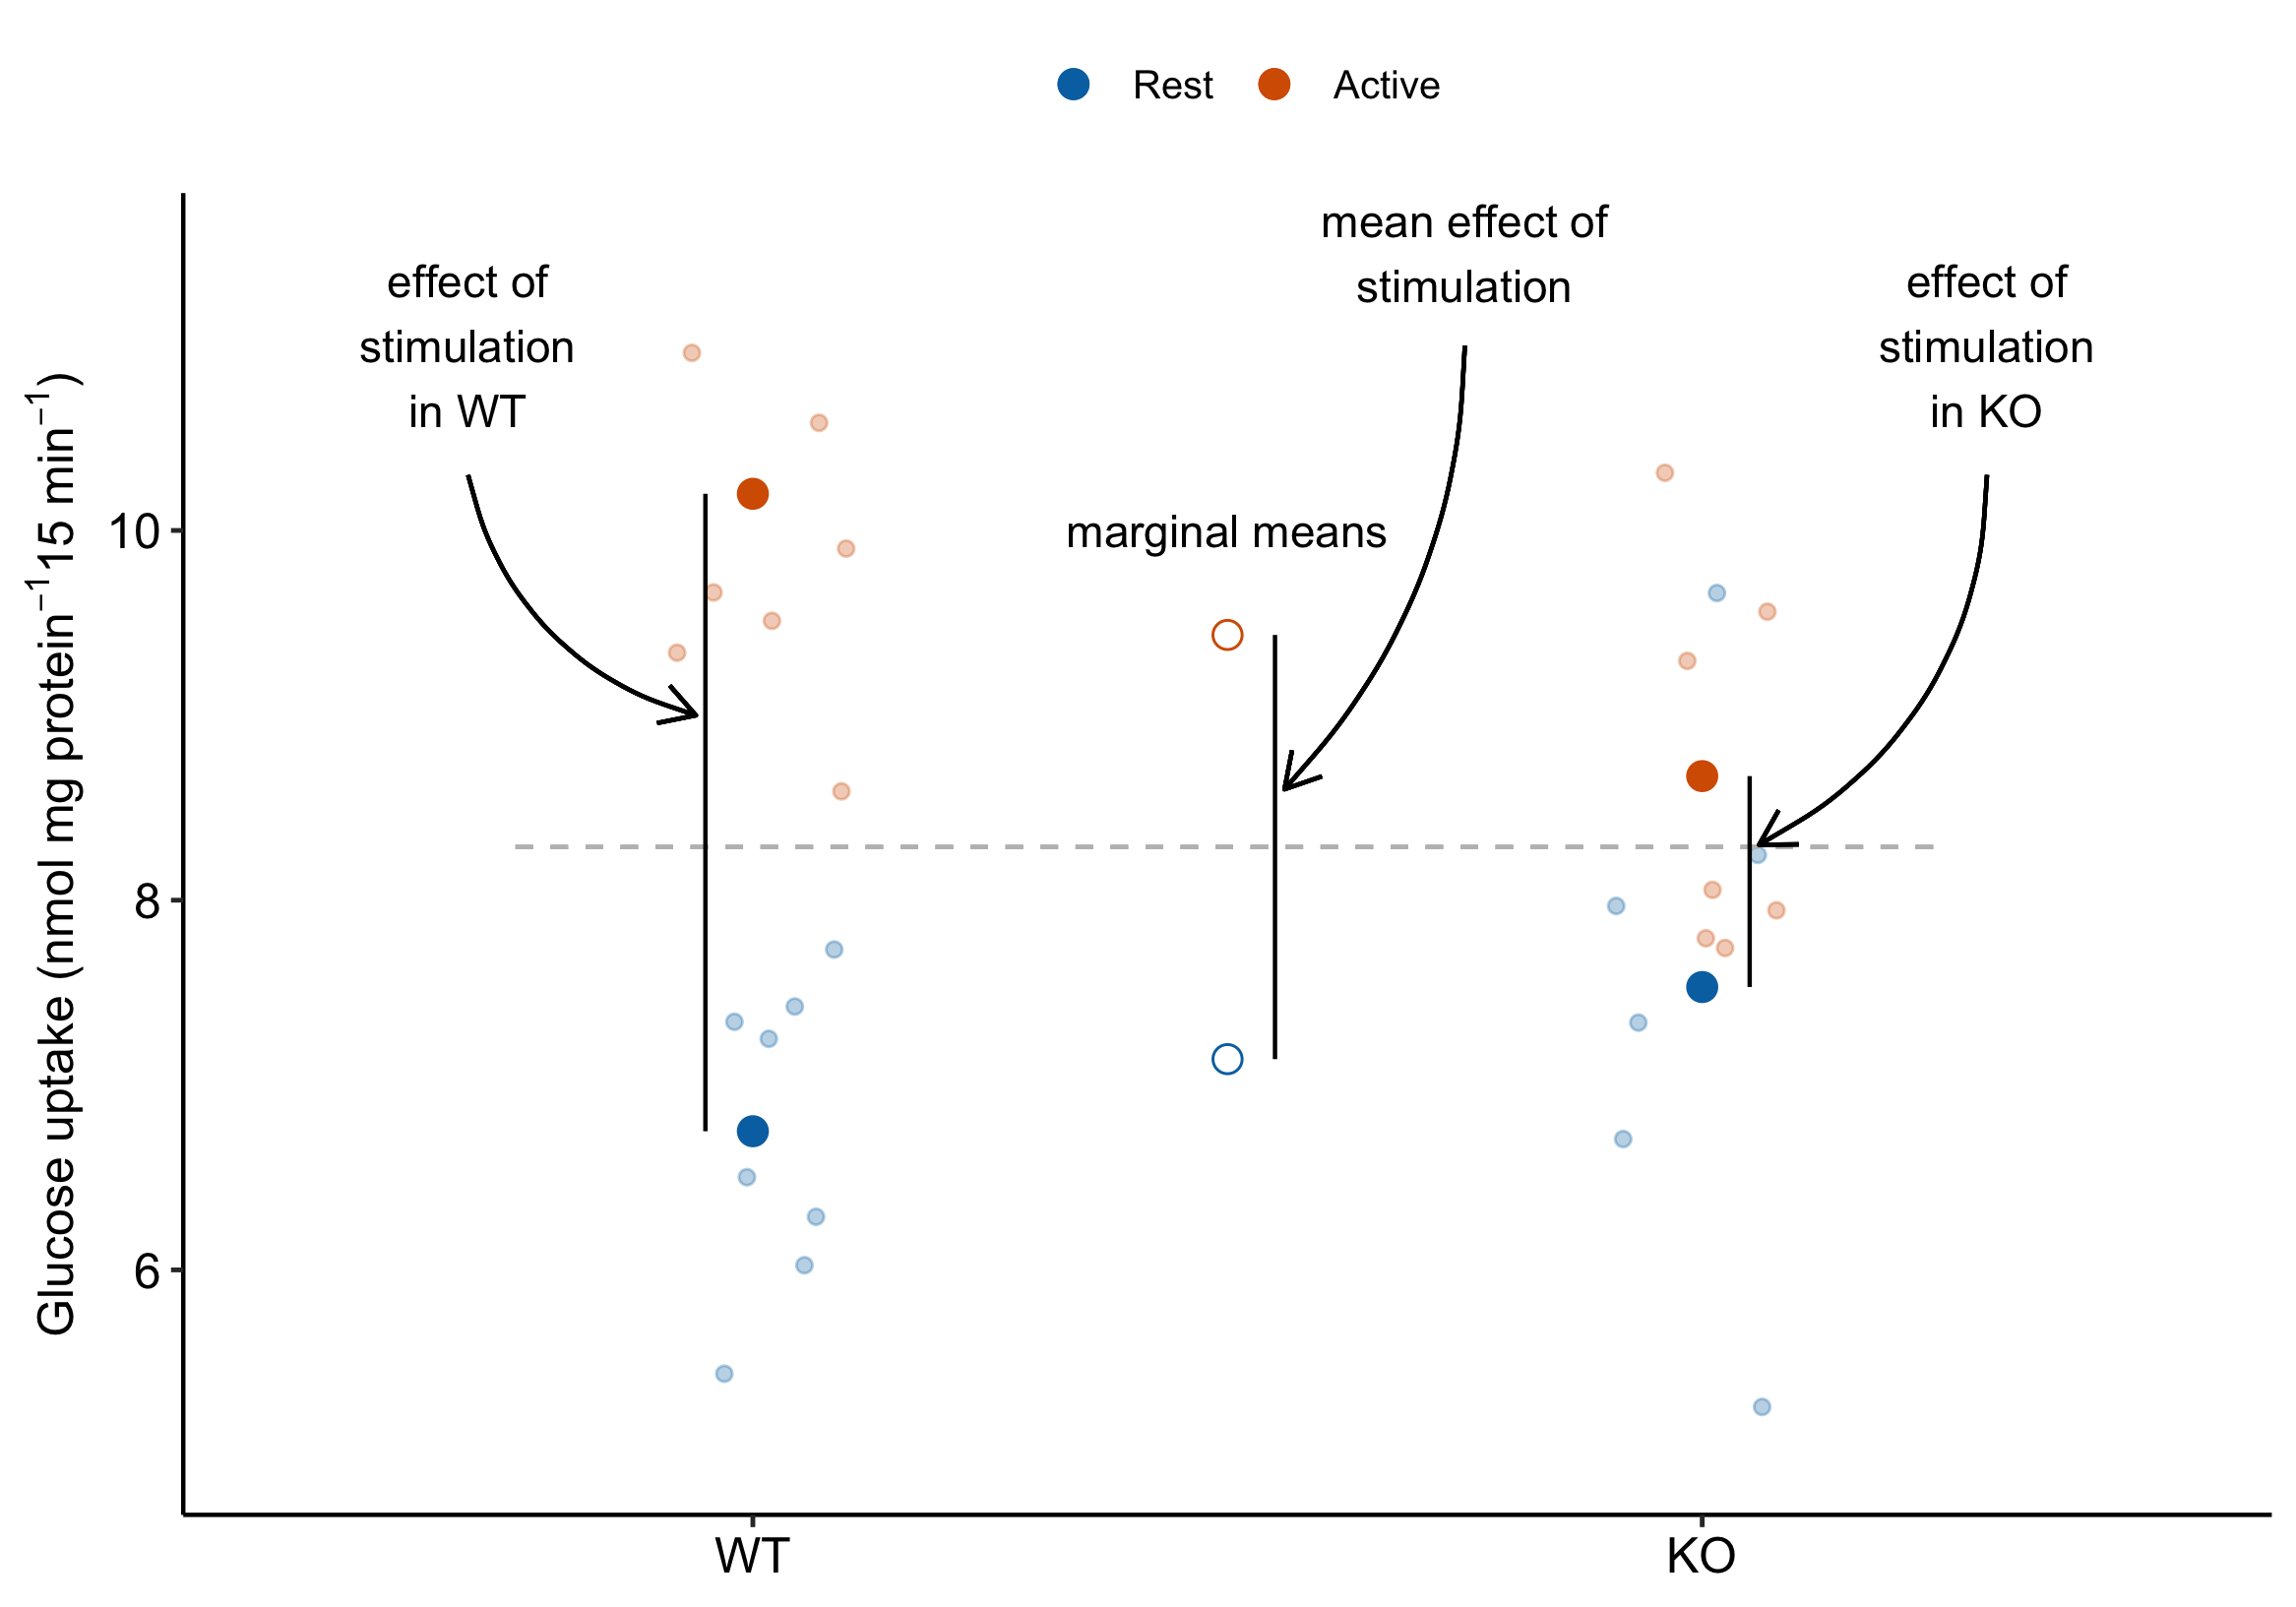 Rest Active
mean effect of
stimulation
effect of
stimulation
in WT
effect of
stimulation
in KO
marginal means
Glucose uptake (nmol mg protein⁻¹15 min⁻¹)
10
8
6
WT KO